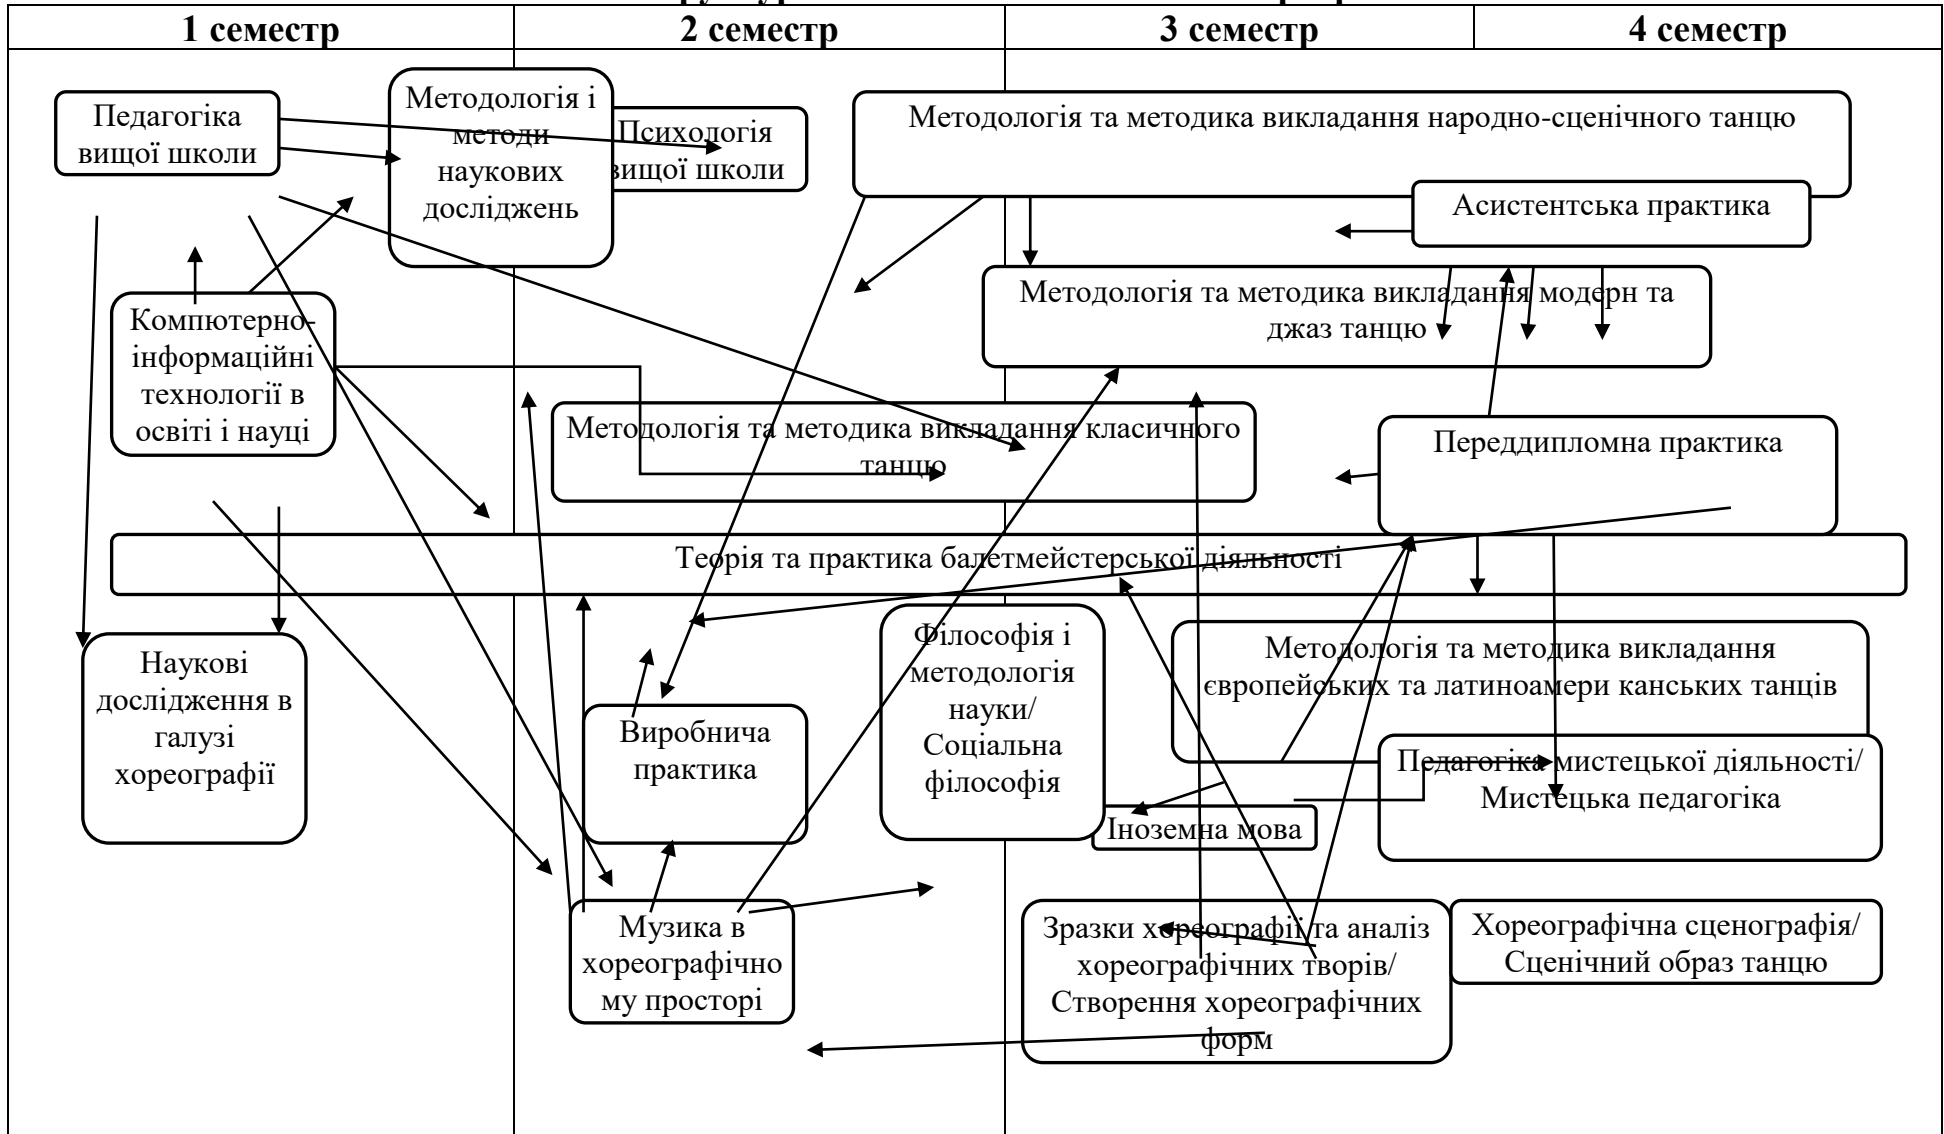 1 семестр
2 семестр
3 семестр
4 семестр
Педагогіка
вищої школи
Методологія і
методи
наукових
досліджень
Психологія
вищої школи
Методологія та методика викладання народно-сценічного танцю
Асистентська практика
Методологія та методика викладання модерн та
джаз танцю
Компютерно-
інформаційні
технології в
освіті і науці
Методологія та методика викладання класичного
танцю
Переддипломна практика
Теорія та практика балетмейстерської діяльності
Наукові
дослідження в
галузі
хореографії
Виробнича
практика
Філософія і
методологія
науки/
Соціальна
філософія
Методологія та методика викладання
європейських та латиноамери канських танців
Педагогіка мистецької діяльності/
Мистецька педагогіка
Іноземна мова
Музика в
хореографічно
му просторі
Зразки хореографії та аналіз
хореографічних творів/
Створення хореографічних
форм
Хореографічна сценографія/
Сценічний образ танцю